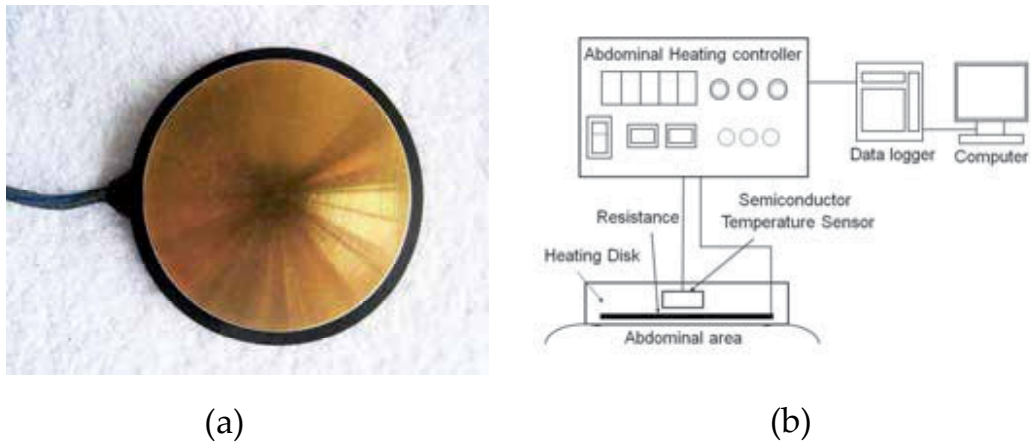 Abdominal Heating controller
Data logger
Computer
Semiconductor
Temperature Sensor
Resistance
Heating Disk
Abdominal area
(a)
(b)